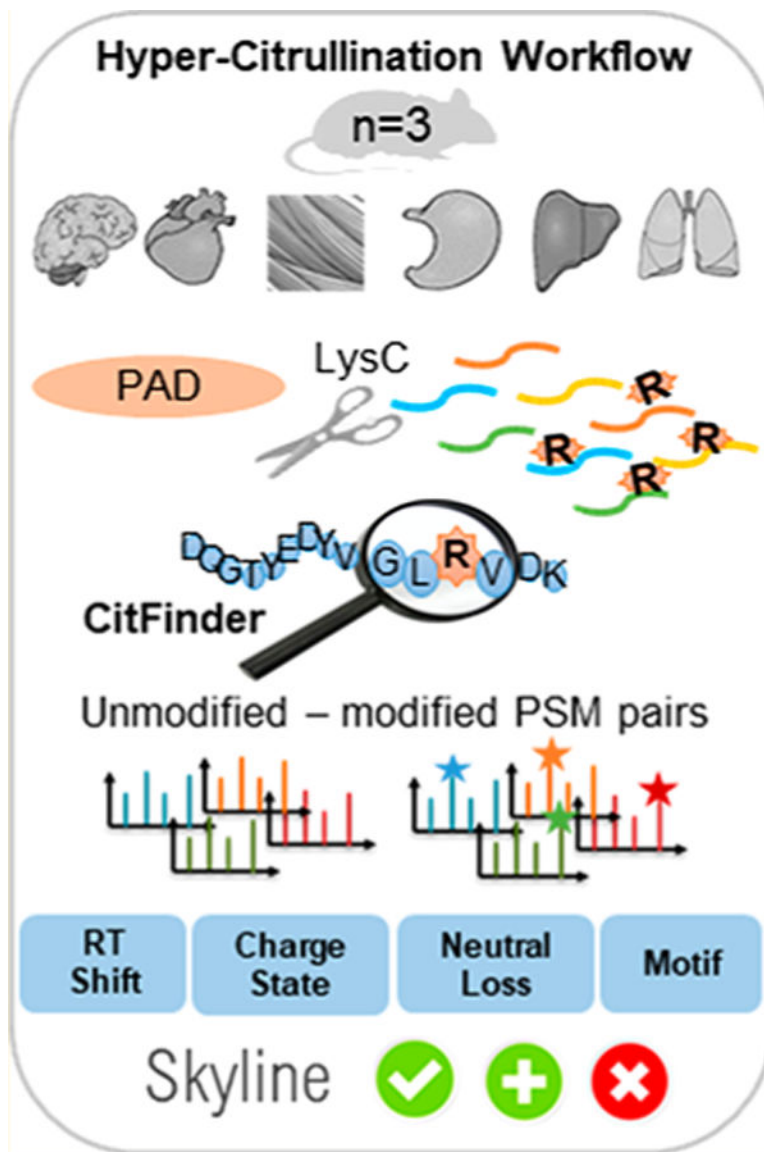 Hyper-Citrullination Workflow
n=3
PAD
LysC
R
R
R
R
DQGTYEDYVGLRVDK
CitFinder
Unmodified – modified PSM pairs
RT
Shift
Charge
State
Neutral
Loss
Motif
Skyline